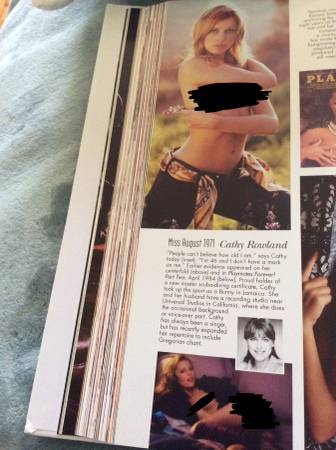 Miss August 1971 Cathy Rowland
"People can't believe how old I am," says Cathy
today (inset). "I'm 46 and I don't have a mark
on me." Earlier evidence appeared on her
centerfold (above) and in Playmates Forever!
Part Two, April 1984 (below). Proud holder of
a new master scuba-diving certificate, Cathy
took up the sport as a Bunny in Jamaica. She
and her husband have a recording studio near
Universal Studios in California, where she does
the occasional background
or voice-over part. Cathy
has always been a singer,
but has recently expanded
her repertoire to include
Gregorian chant.
PLA